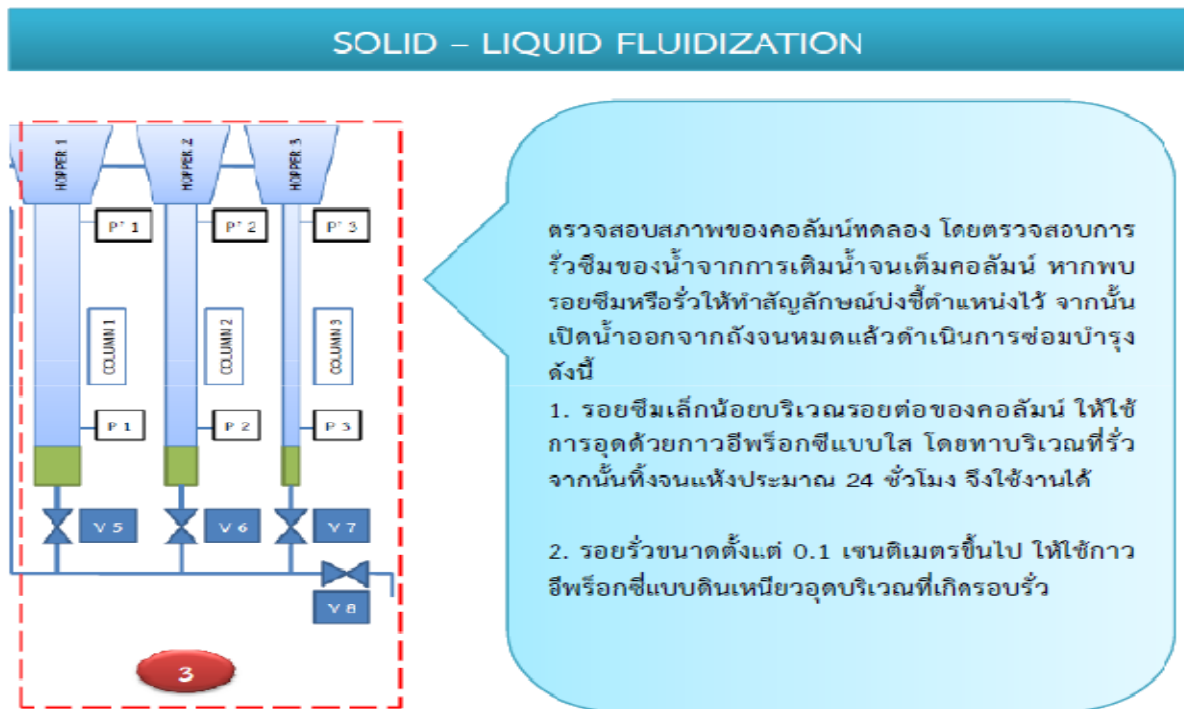 SOLID – LIQUID FLUIDIZATION
HOPPER 1
HOPPER 2
HOPPER 3
P' 1
P' 2
P' 3
COLUMN 1
COLUMN 2
COLUMN 3
P 1
P 2
P 3
V 5
V 6
V 7
V 8
3
ตรวจสอบสภาพของคอลัมน์ทดลอง โดยตรวจสอบการ
รั่วซึมของน้ำจากการเติมน้ำจนเต็มคอลัมน์ หากพบ
รอยซึมหรือรั่วให้ทำสัญลักษณ์บ่งชี้ตำแหน่งไว้ จากนั้น
เปิดน้ำออกจากถังจนหมดแล้วดำเนินการซ่อมบำรุง
ดังนี้
1. รอยซึมเล็กน้อยบริเวณรอยต่อของคอลัมน์ ให้ใช้
การอุดด้วยกาวอีพร็อกซีแบบใส โดยทาบริเวณที่รั่ว
จากนั้นทิ้งจนแห้งประมาณ 24 ชั่วโมง จึงใช้งานได้
2. รอยรั่วขนาดตั้งแต่ 0.1 เซนติเมตรขึ้นไป ให้ใช้กาว
อีพร็อกซี่แบบดินเหนียวอุดบริเวณที่เกิดรอบรั่ว